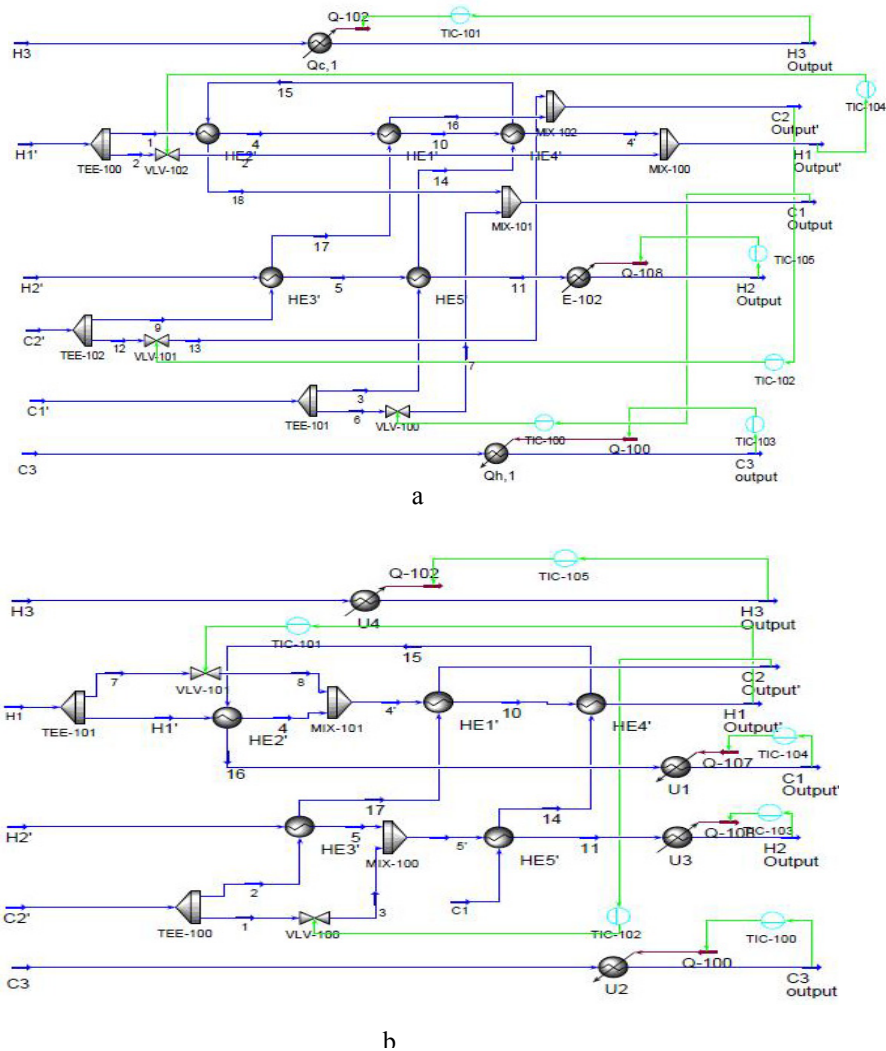 Q-102
TIC-101
H3
Qc,1
H3
Output
15
TIC-104
16
MIX-102
C2
Output'
H1'
TEE-100
1
2
VLV-102
HE2'
4
2'
HE1'
10
HE4'
4'
MIX-100
H1
Output'
14
18
MIX-101
C1
Output
17
TIC-105
H2'
HE3'
5
HE5'
11
E-102
Q-108
H2
Output
C2'
TEE-102
9
12
VLV-101
13
7
TIC-102
C1'
TEE-101
3
6
VLV-100
TIC-100
Q-100
TIC-103
C3
Qh,1
C3
output
a
Q-102
TIC-105
H3
U4
H3
Output
TIC-101
15
C2
Output'
H1
TEE-101
7
VLV-101
8
H1'
HE2'
4
MIX-101
4'
HE1'
10
HE4'
H1
Output'
16
U1
Q-107
TIC-104
C1
Output'
17
14
H2'
HE3'
5
MIX-100
5'
HE5'
11
U3
TIC-103
H2
Output
C2'
TEE-100
2
1
VLV-100
3
C1
TIC-102
TIC-100
Q-100
C3
U2
C3
output
b